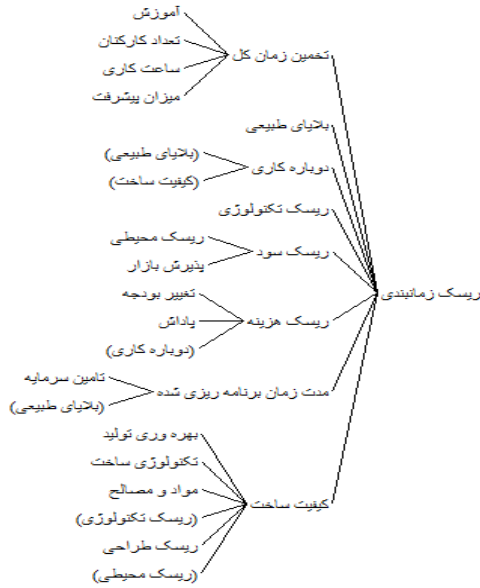 آموزش
تعداد کارکنان
ساعت کاری
میزان پیشرفت
تخمین زمان کل
بلایای طبیعی
(بلایای طبیعی)
(کیفیت ساخت)
دوباره کاری
ریسک تکنولوژی
ریسک محیطی
پذیرش بازار
ریسک سود
تغییر بودجه
پاداش
(دوباره کاری)
ریسک هزینه
ریسک زمانبندی
تامین سرمایه
(بلایای طبیعی)
مدت زمان برنامه ریزی شده
بهره وری تولید
تکنولوژی ساخت
مواد و مصالح
(ریسک تکنولوژی)
ریسک طراحی
(ریسک محیطی)
کیفیت ساخت